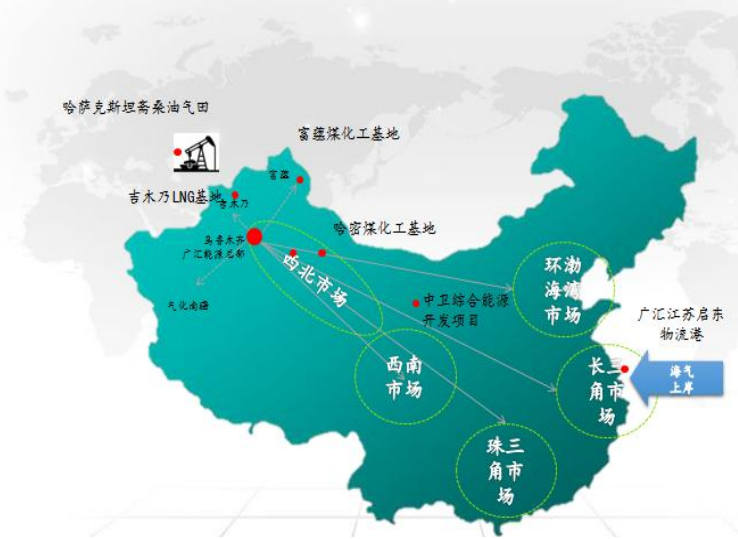 哈萨克斯坦斋桑油气田
富蕴煤化工基地
富蕴
吉木乃LNG基地
吉木乃
乌鲁木齐
广汇能源总部
哈密煤化工基地
西北市场
气化南疆
中卫综合能源
开发项目
环渤
海湾
市场
广汇江苏启东
物流港
西南
市场
长三
角市
场
海气
上岸
珠三
角市
场